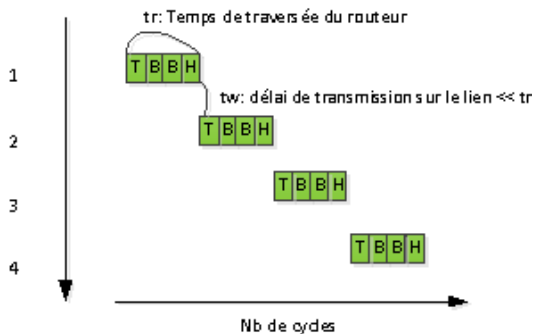 tr: Temps de traversée du routeur
1
T B B H
tw: délai de transmission sur le lien << tr
2
T B B H
3
T B B H
4
T B B H
Nb de cycles